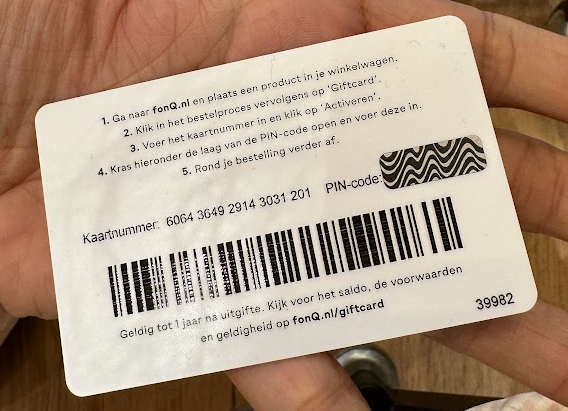 1. Ga naar fonQ.nl en plaats een product in je winkelwagen.
2. Klik in het bestelproces vervolgens op 'Giftcard'.
3. Voer het kaartnummer in en klik op 'Activeren'.
4. Kras hieronder de laag van de PIN-code open en voer deze in.
5. Rond je bestelling verder af.
Kaartnummer: 6064 3649 2914 3031 201 PIN-code:
Geldig tot 1 jaar na uitgifte. Kijk voor het saldo, de voorwaarden
en geldigheid op fonQ.nl/giftcard
39982